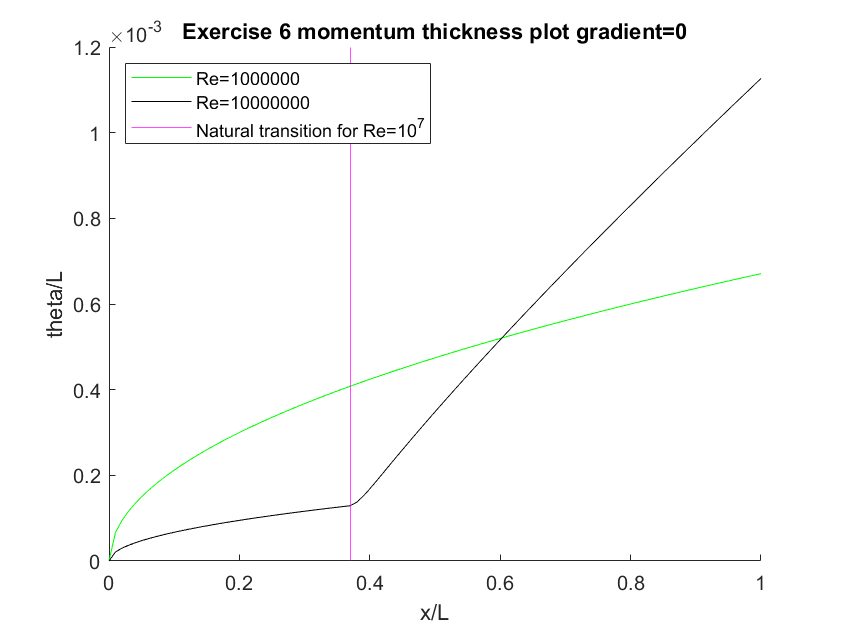 ×10-3
Exercise 6 momentum thickness plot gradient=0
Re=1000000
Re=10000000
Natural transition for Re=107
1.2
1
0.8
0.6
0.4
0.2
0
theta/L
0 0.2 0.4 0.6 0.8 1
x/L